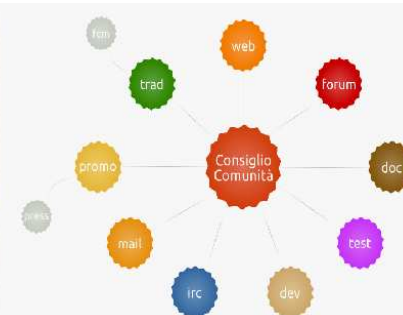 fcm
web
trad
forum
Consiglio
Comunità
promo
doc
press
mail
test
irc
dev